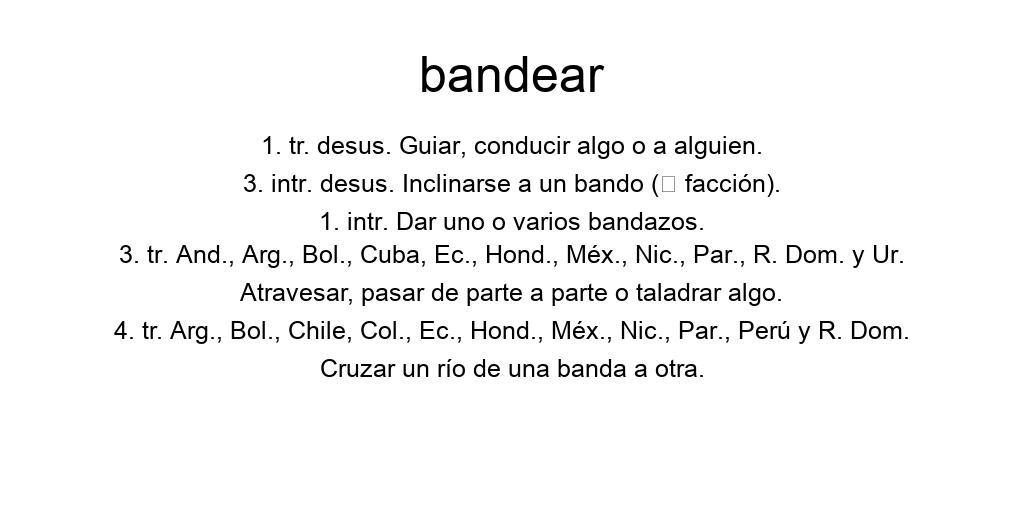 bandear
1. tr. desus. Guiar, conducir algo o a alguien.
3. intr. desus. Inclinarse a un bando (□ facción).
1. intr. Dar uno o varios bandazos.
3. tr. And., Arg., Bol., Cuba, Ec., Hond., Méx., Nic., Par., R. Dom. y Ur.
Atravesar, pasar de parte a parte o taladrar algo.
4. tr. Arg., Bol., Chile, Col., Ec., Hond., Méx., Nic., Par., Perú y R. Dom.
Cruzar un río de una banda a otra.